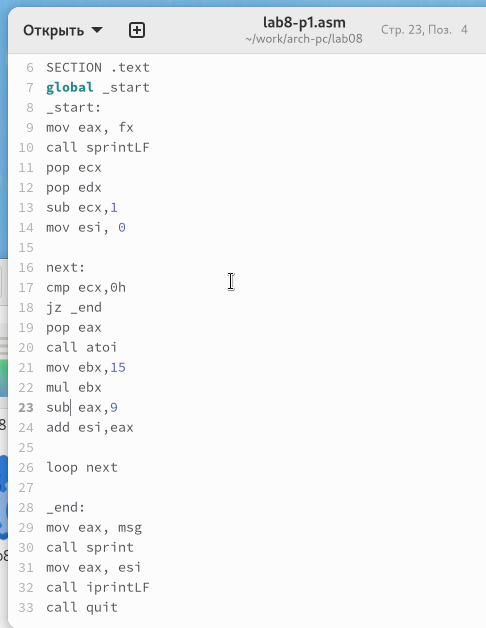 Открыть
lab8-p1.asm
~/work/arch-pc/lab08
Стр. 23, Поз. 4
6 SECTION .text
7 global _start
8 _start:
9 mov eax, fx
10 call sprintLF
11 pop ecx
12 pop edx
13 sub ecx,1
14 mov esi, 0
15
16 next:
17 cmp ecx,0h
18 jz _end
19 pop eax
20 call atoi
21 mov ebx,15
22 mul ebx
23 sub eax,9
24 add esi,eax
25
26 loop next
27
28 _end:
29 mov eax, msg
30 call sprint
31 mov eax, esi
32 call iprintLF
33 call quit